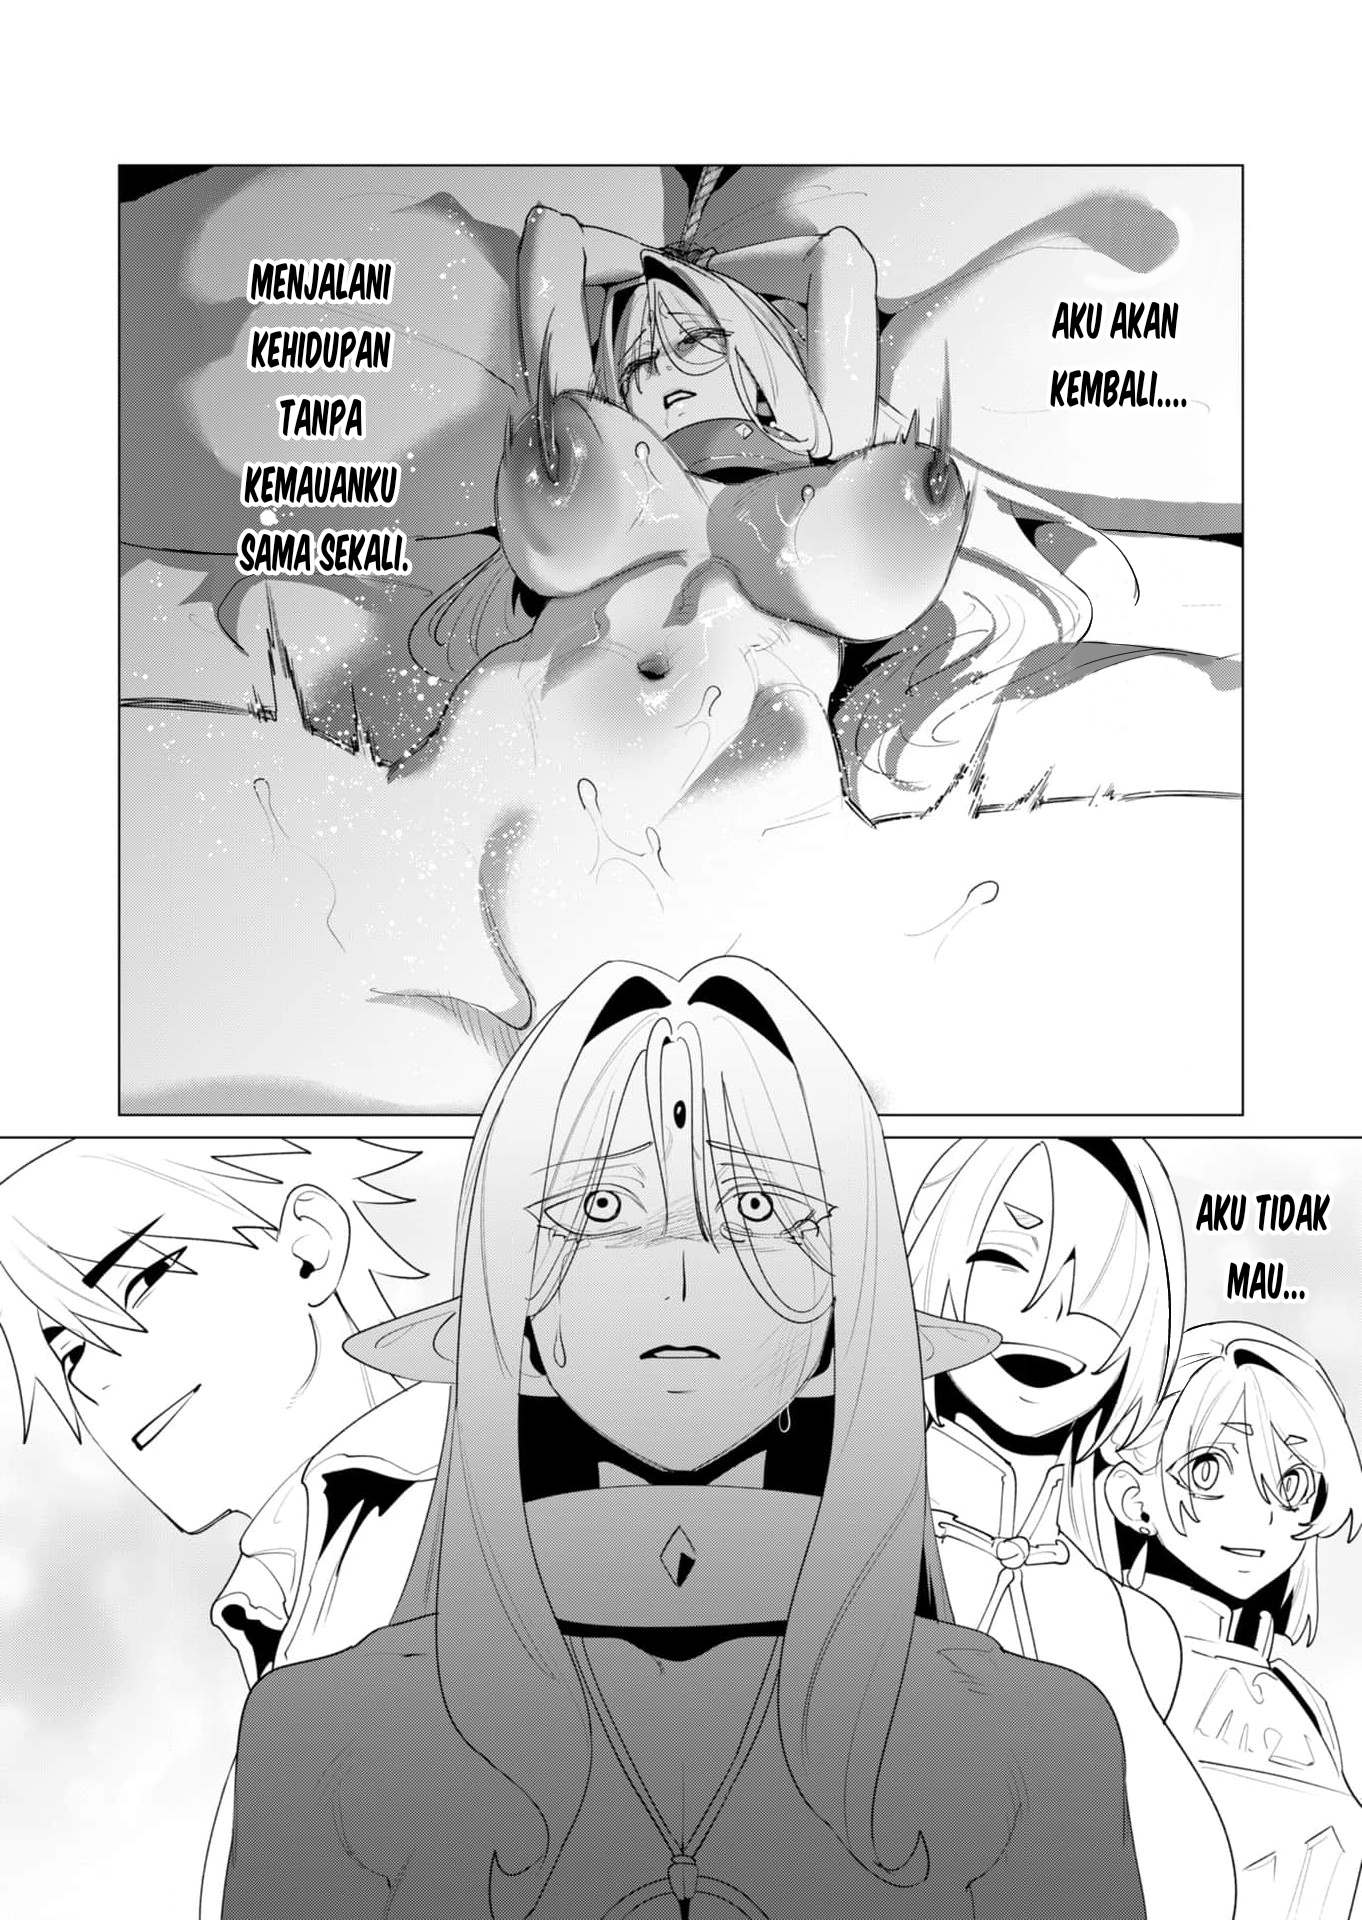 AKU AKAN
KEMBALI....
MENJALANI
KEHIDUPAN
TANPA
KEMAUANKU
SAMA SEKALI.
AKU TIDAK
MAU...